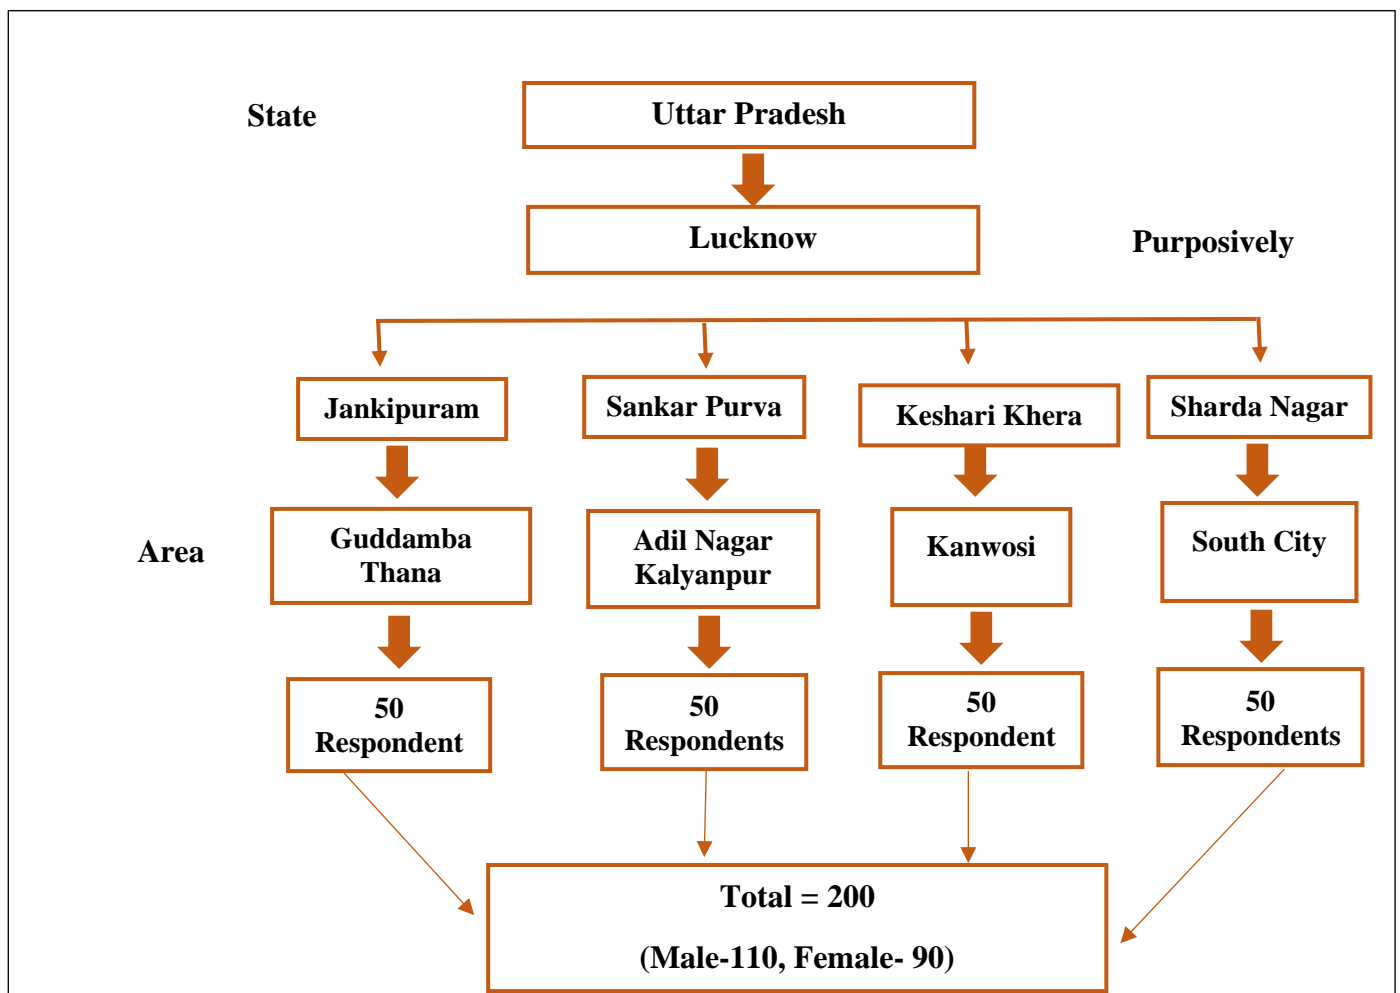 State
Uttar Pradesh
Lucknow
Purposively
Jankipuram
Sankar Purva
Keshari Khera
Sharda Nagar
Area
Guddamba
Thana
Adil Nagar
Kalyanpur
Kanwosi
South City
50
Respondent
50
Respondents
50
Respondent
50
Respondents
Total = 200
(Male-110, Female- 90)